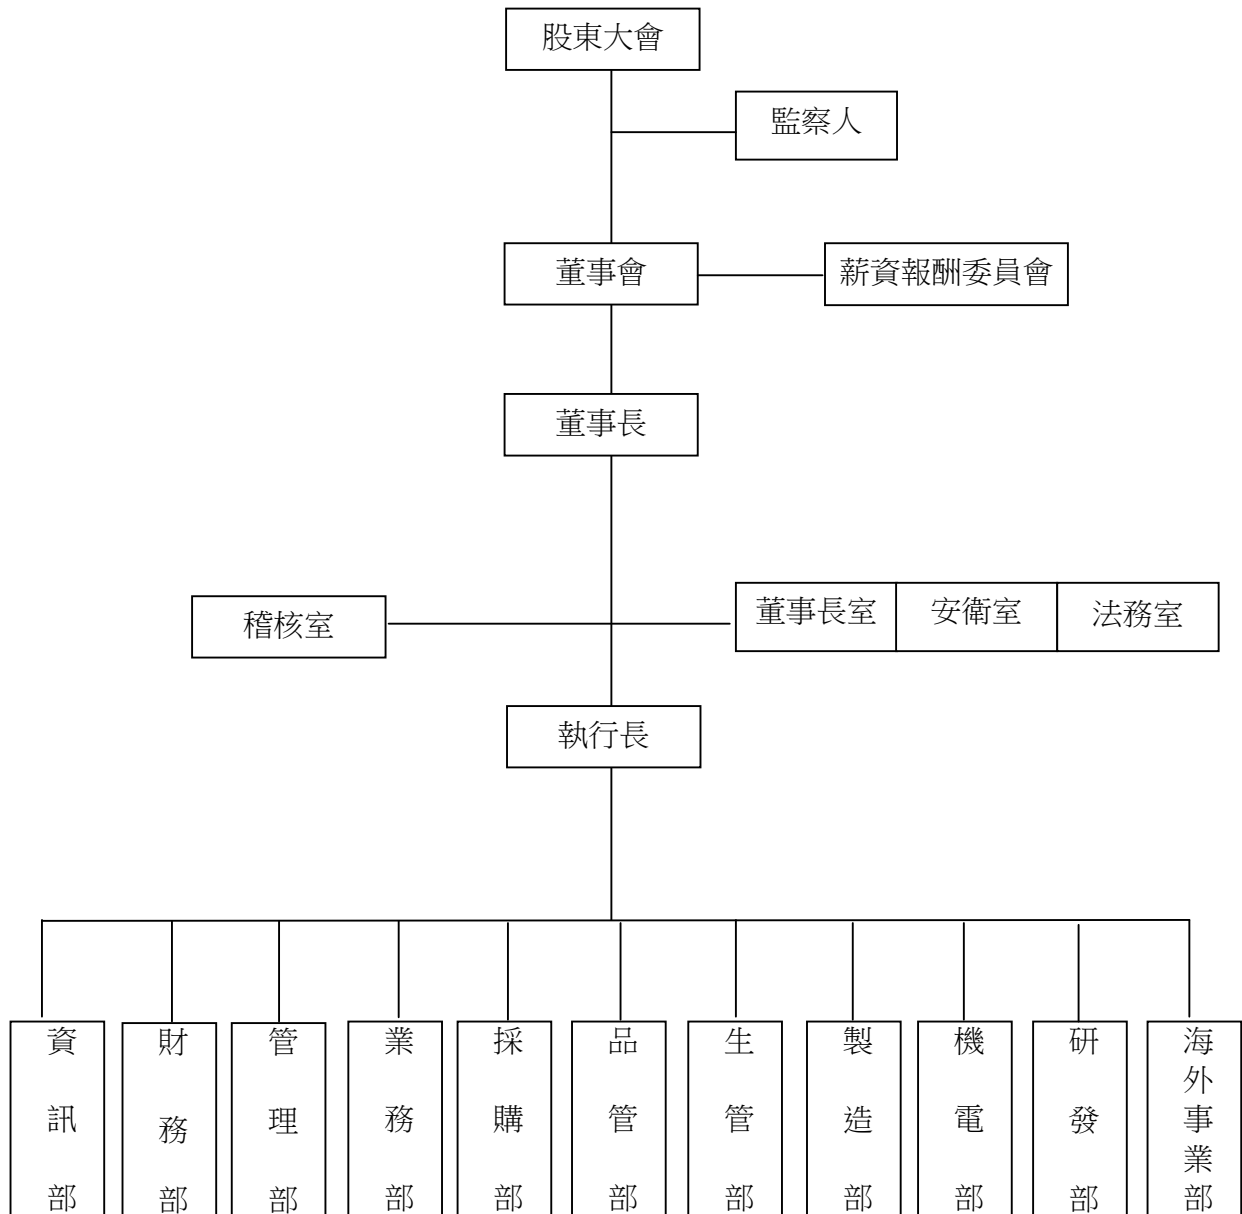 股東大會
監察人
董事會
薪資報酬委員會
董事長
稽核室
董事長室
安衛室
法務室
執行長
資訊部
財務部
管理部
業務部
採購部
品管部
生管部
製造部
機電部
研發部
海外事業部